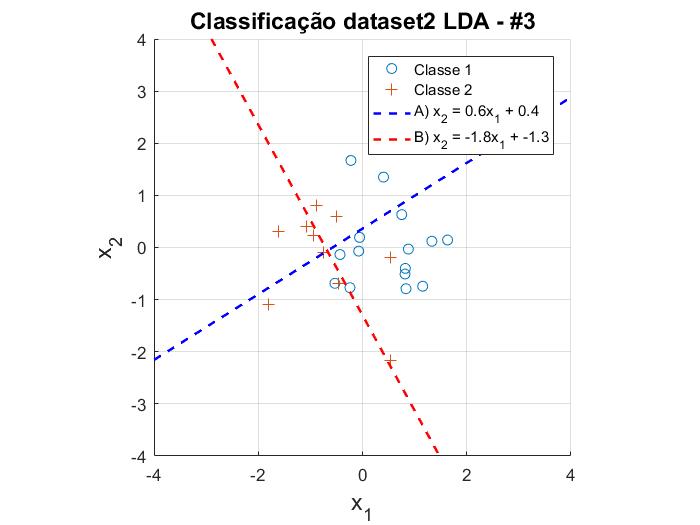 Classificação dataset2 LDA - #3
4
3
2
1
0
-1
-2
-3
-4
x2
-4 -2 0 2 4
x1
Classe 1
Classe 2
A) x2 = 0.6x1 + 0.4
B) x2 = -1.8x1 + -1.3